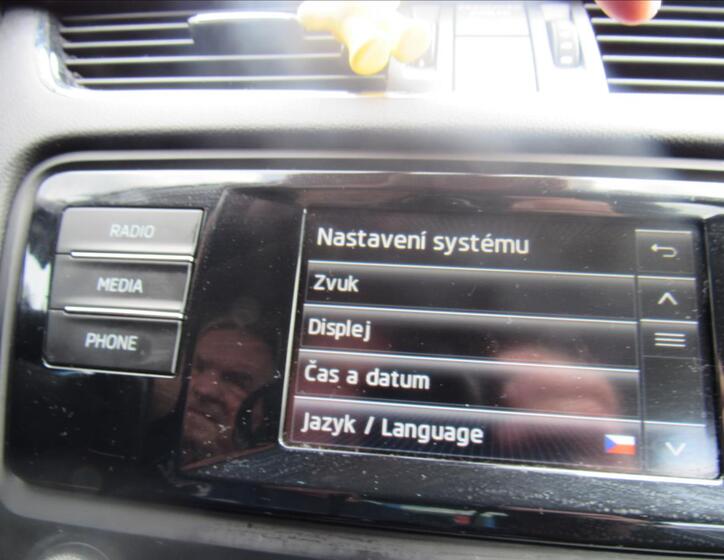 RADIO
MEDIA
PHONE
Nastavení systému
Zvuk
Displej
Čas a datum
Jazyk / Language